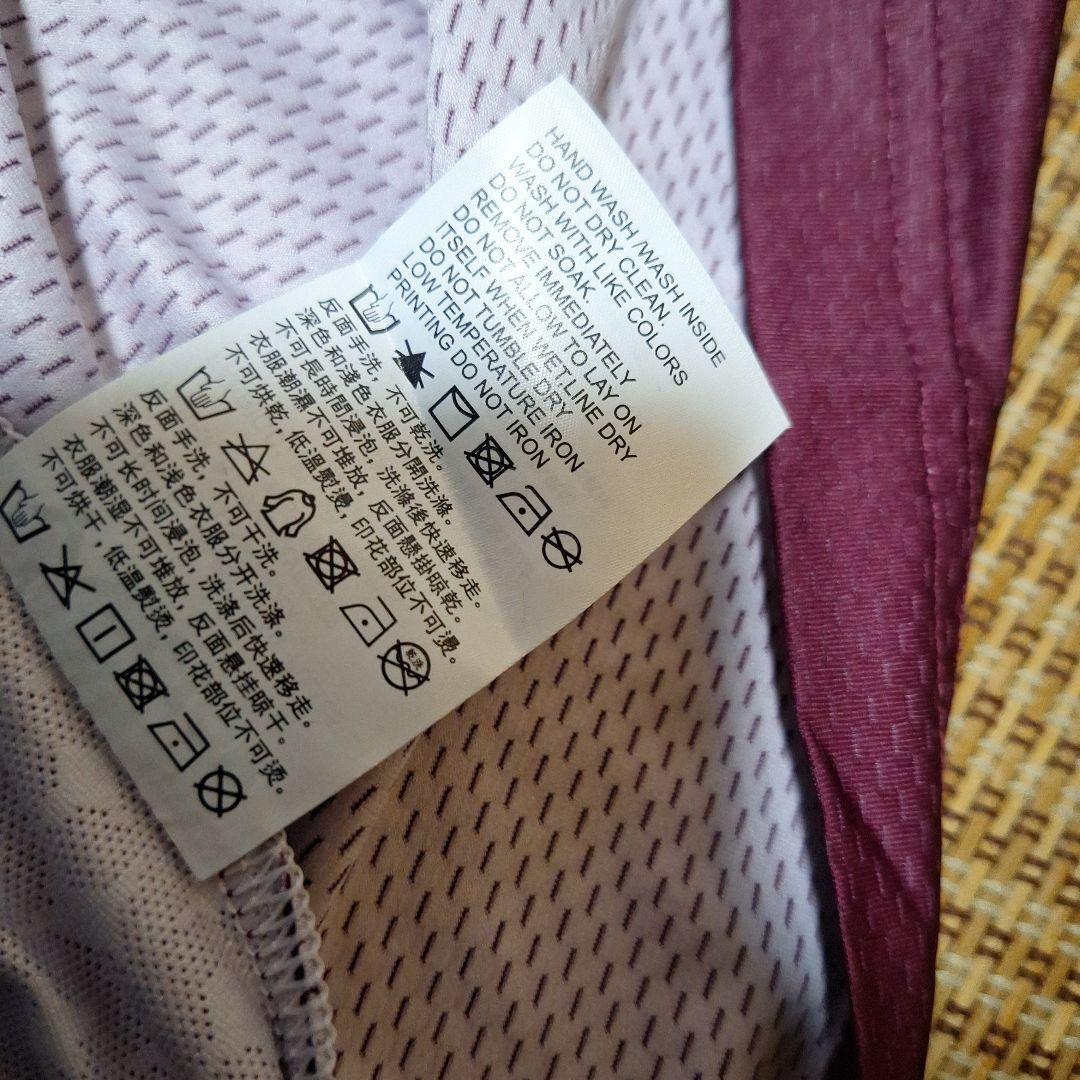 HAND WASH /WASH INSIDE
DO NOT DRY CLEAN.
WASH WITH LIKE COLORS
DO NOT SOAK.
REMOVE IMMEDIATELY
DO NOT ALLOW TO LAY ON
ITSELF WHEN WET LINE DRY
DO NOT TUMBLE DRY
LOW TEMPERATURE IRON
PRINTING DO NOT IRON
反面手洗，不可乾洗。
深色和淺色衣服分開洗滌。
不可長時間浸泡，洗滌後快速移走。
衣服潮濕不可堆放，反面懸掛晾乾。
不可烘乾，低溫熨燙，印花部位不可燙。
乾洗
反面手洗，不可干洗。
深色和浅色衣服分开洗涤。
不可长时间浸泡，洗涤后快速移走。
衣服潮湿不可堆放，反面悬挂晾干。
不可烘干，低温熨烫，印花部位不可烫。